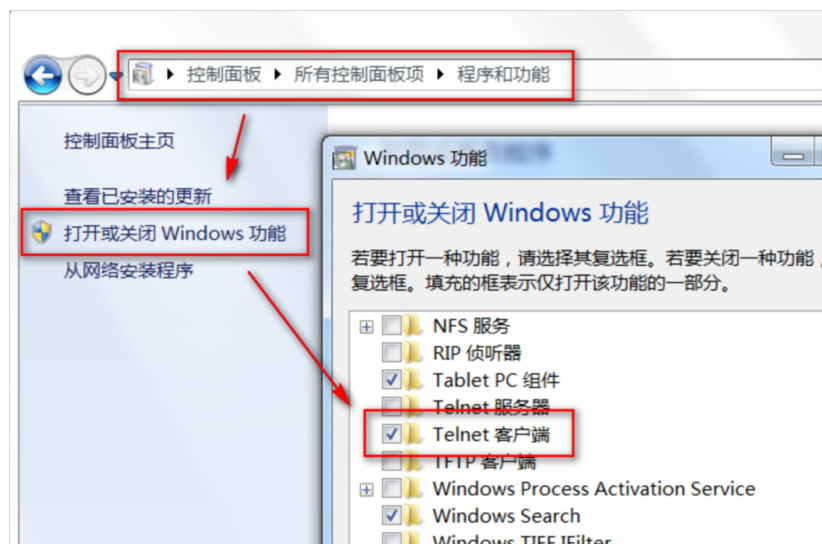 控制面板 所有控制面板项 程序和功能
控制面板主页
查看已安装的更新
打开或关闭 Windows 功能
从网络安装程序
Windows 功能
打开或关闭 Windows 功能
若要打开一种功能，请选择其复选框。若要关闭一种功能，
复选框。填充的框表示仅打开该功能的一部分。
NFS 服务
RIP 侦听器
Tablet PC 组件
Telnet 服务器
Telnet 客户端
TFTP 客户端
Windows Process Activation Service
Windows Search
Windows TIFF IFilter